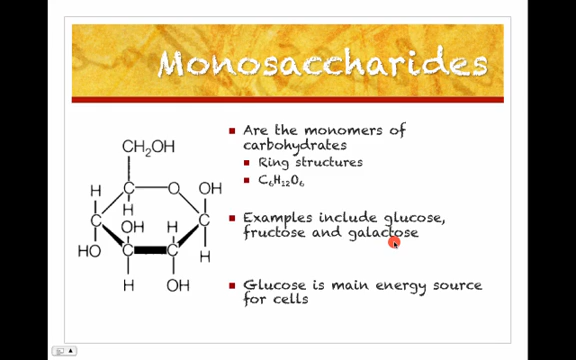 Monosaccharides
Are the monomers of
carbohydrates
Ring structures
C₆H₁₂O₆
Examples include glucose,
fructose and galactose
Glucose is main energy source
for cells
CH₂OH
C O OH
H H
OH H
C C
HO C C H
H OH